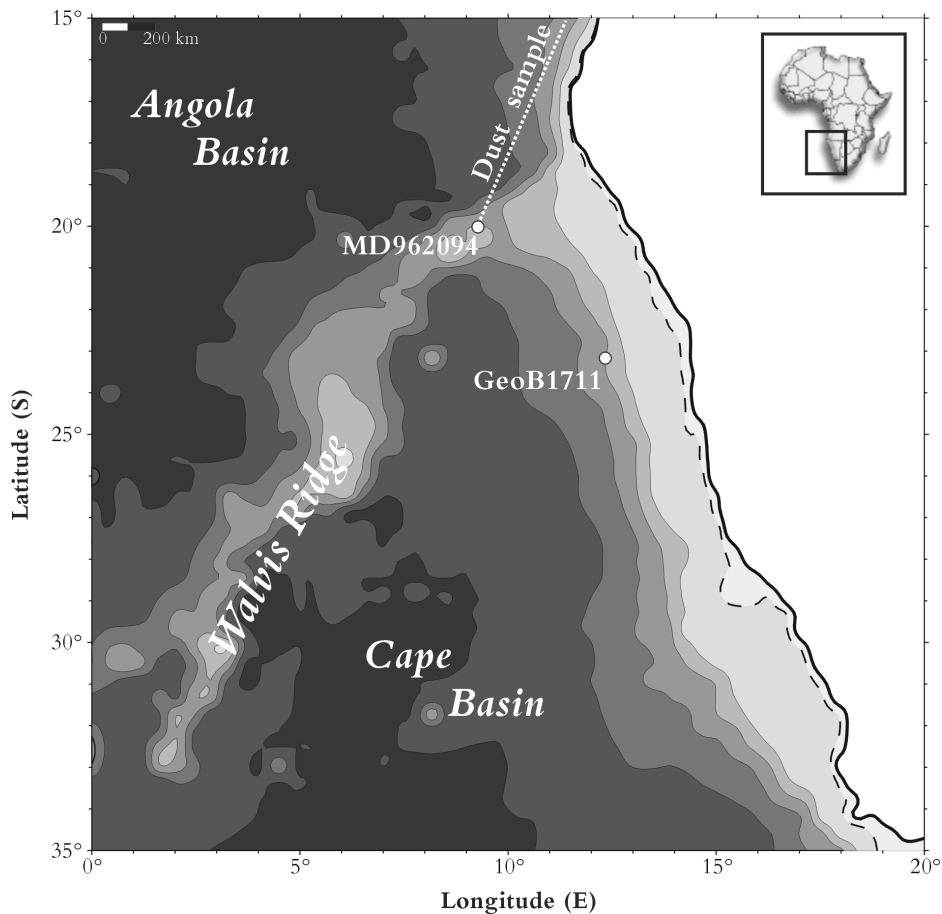 15°
0
200 km
Angola
Basin
Dust sample
20°
MD962094
GeoB1711
25°
Walvis Ridge
30°
Cape
Basin
35°
0°
5°
10°
15°
20°
Latitude (S)
Longitude (E)